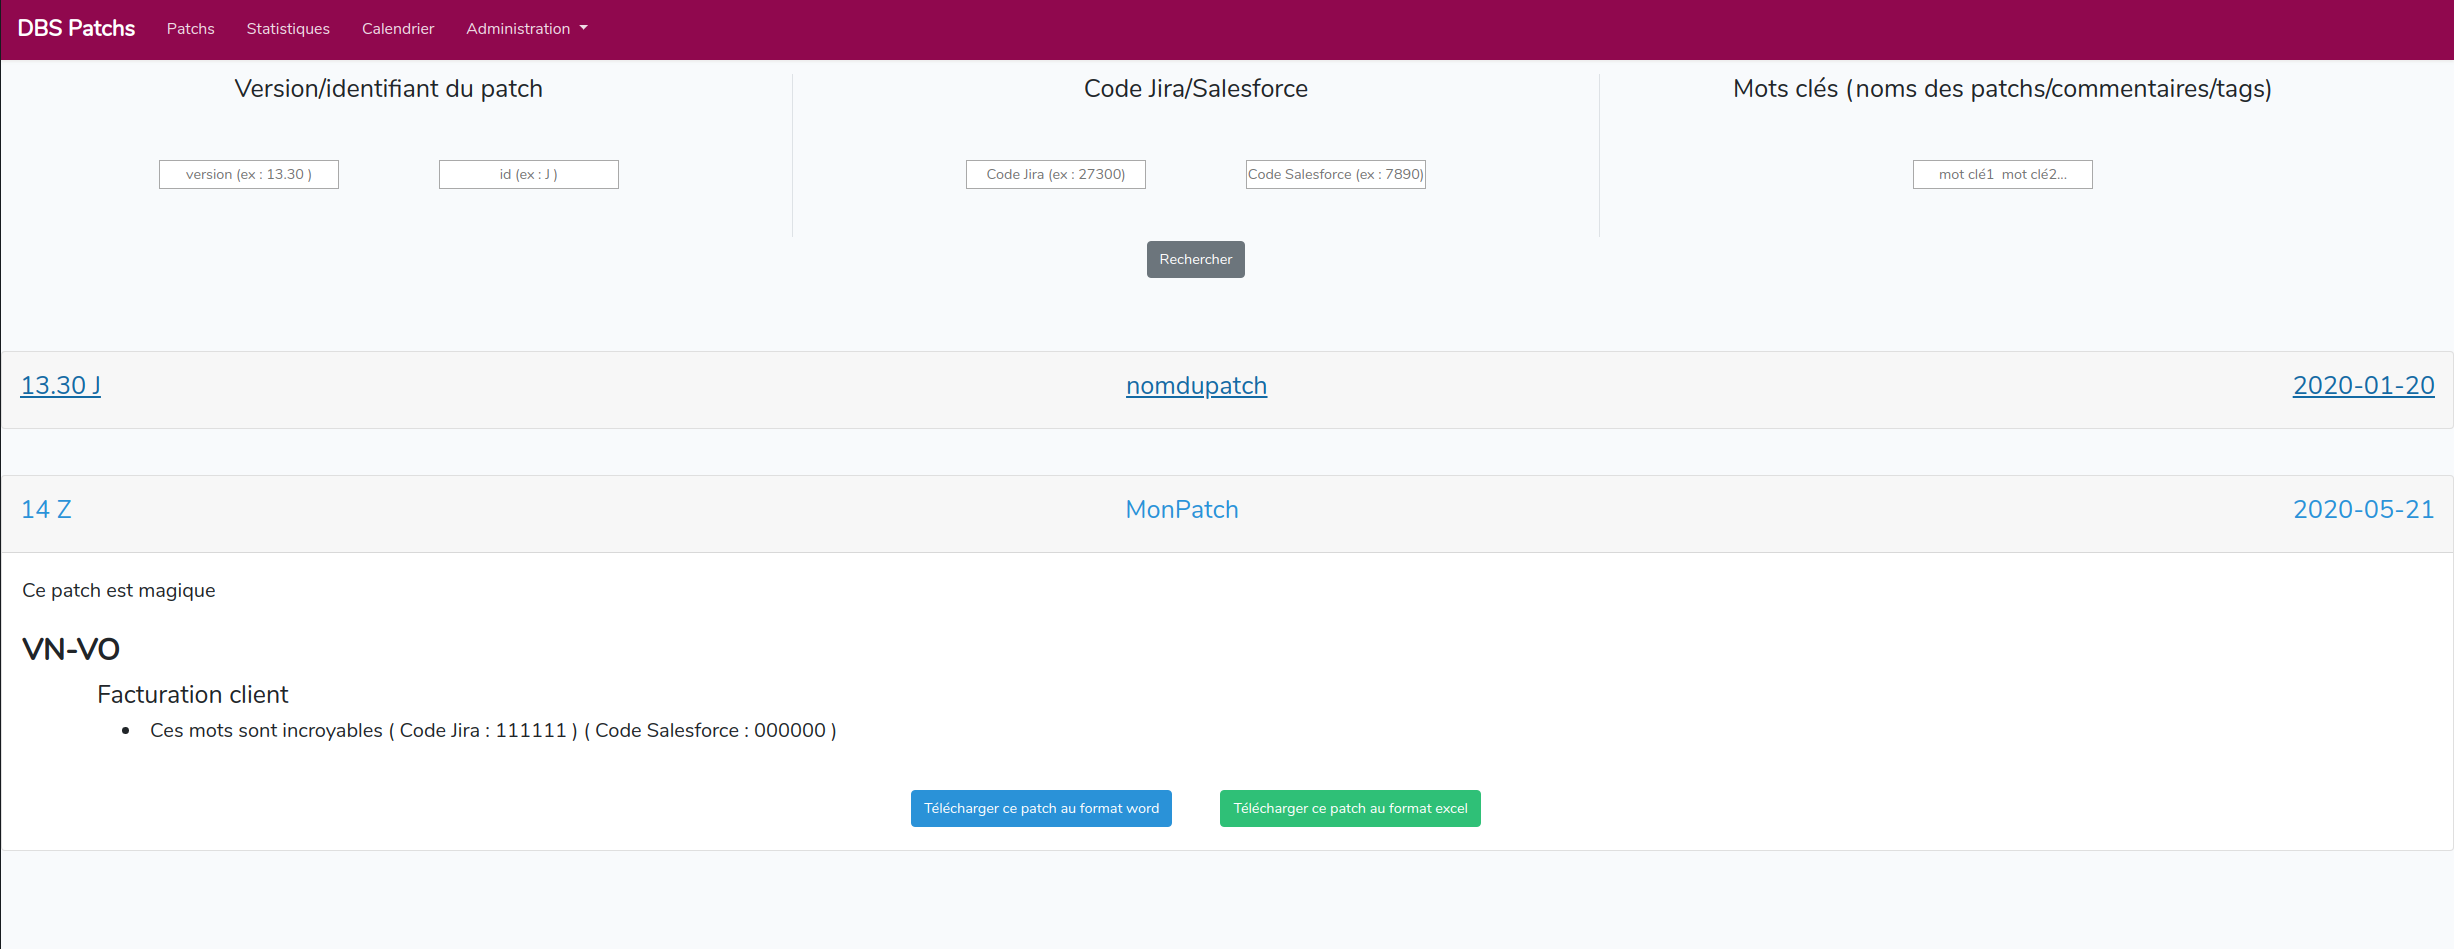 DBS Patchs Patchs Statistiques Calendrier Administration
Version/identifiant du patch Code Jira/Salesforce Mots clés (noms des patchs/commentaires/tags)
version (ex : 13.30 ) id (ex : J ) Code Jira (ex : 27300) Code Salesforce (ex : 7890) mot clé1 mot clé2...
Rechercher
13.30 J nomdupatch 2020-01-20
14 Z MonPatch 2020-05-21
Ce patch est magique
VN-VO
Facturation client
• Ces mots sont incroyables ( Code Jira : 111111 ) ( Code Salesforce : 000000 )
Télécharger ce patch au format word Télécharger ce patch au format excel